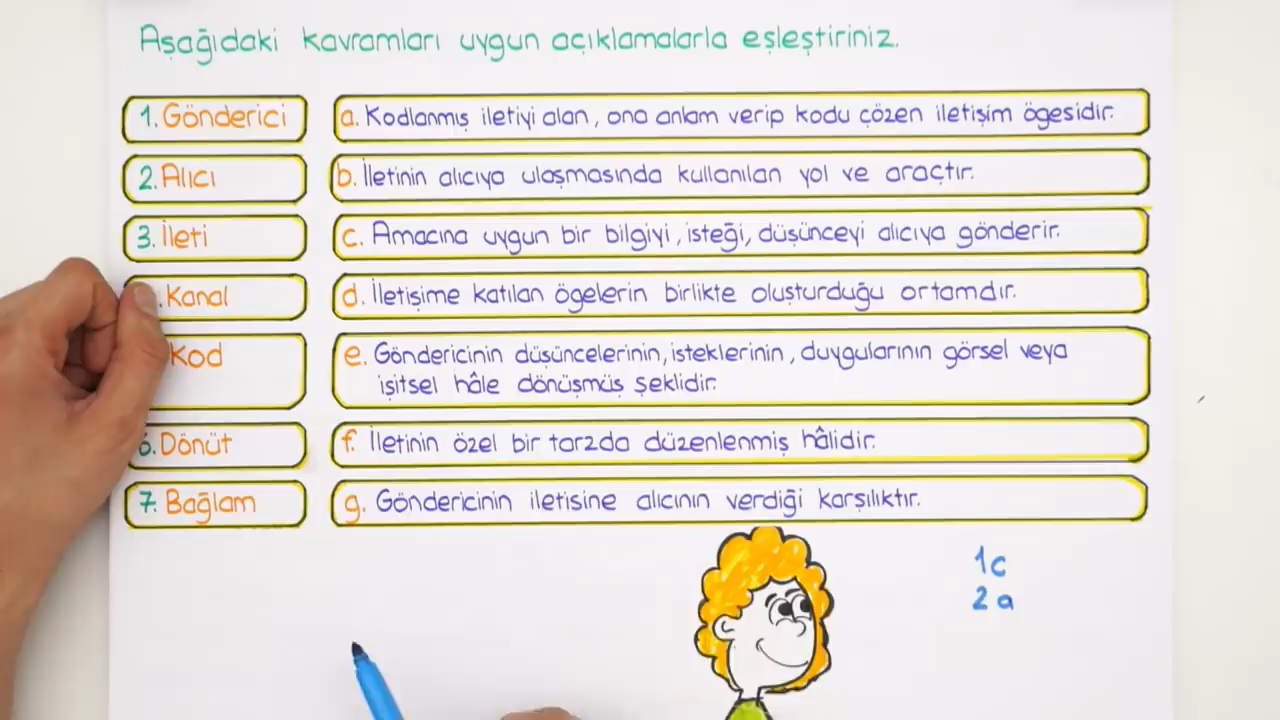 Aşağıdaki kavramları uygun açıklamalarla eşleştiriniz.
1. Gönderici
a. Kodlanmış iletiyi alan, ona anlam verip kodu çözen iletişim ögesidir.
2. Alıcı
b. İletinin alıcıya ulaşmasında kullanılan yol ve araçtır.
3. İleti
c. Amacına uygun bir bilgiyi, isteği, düşünceyi alıcıya gönderir.
. Kanal
d. İletişime katılan ögelerin birlikte oluşturduğu ortamdır.
Kod
e. Göndericinin düşüncelerinin, isteklerinin, duygularının görsel veya
işitsel hâle dönüşmüş şeklidir.
6. Dönüt
f. İletinin özel bir tarzda düzenlenmiş hâlidir.
7. Bağlam
g. Göndericinin iletisine alıcının verdiği karşılıktır.
1c
2a